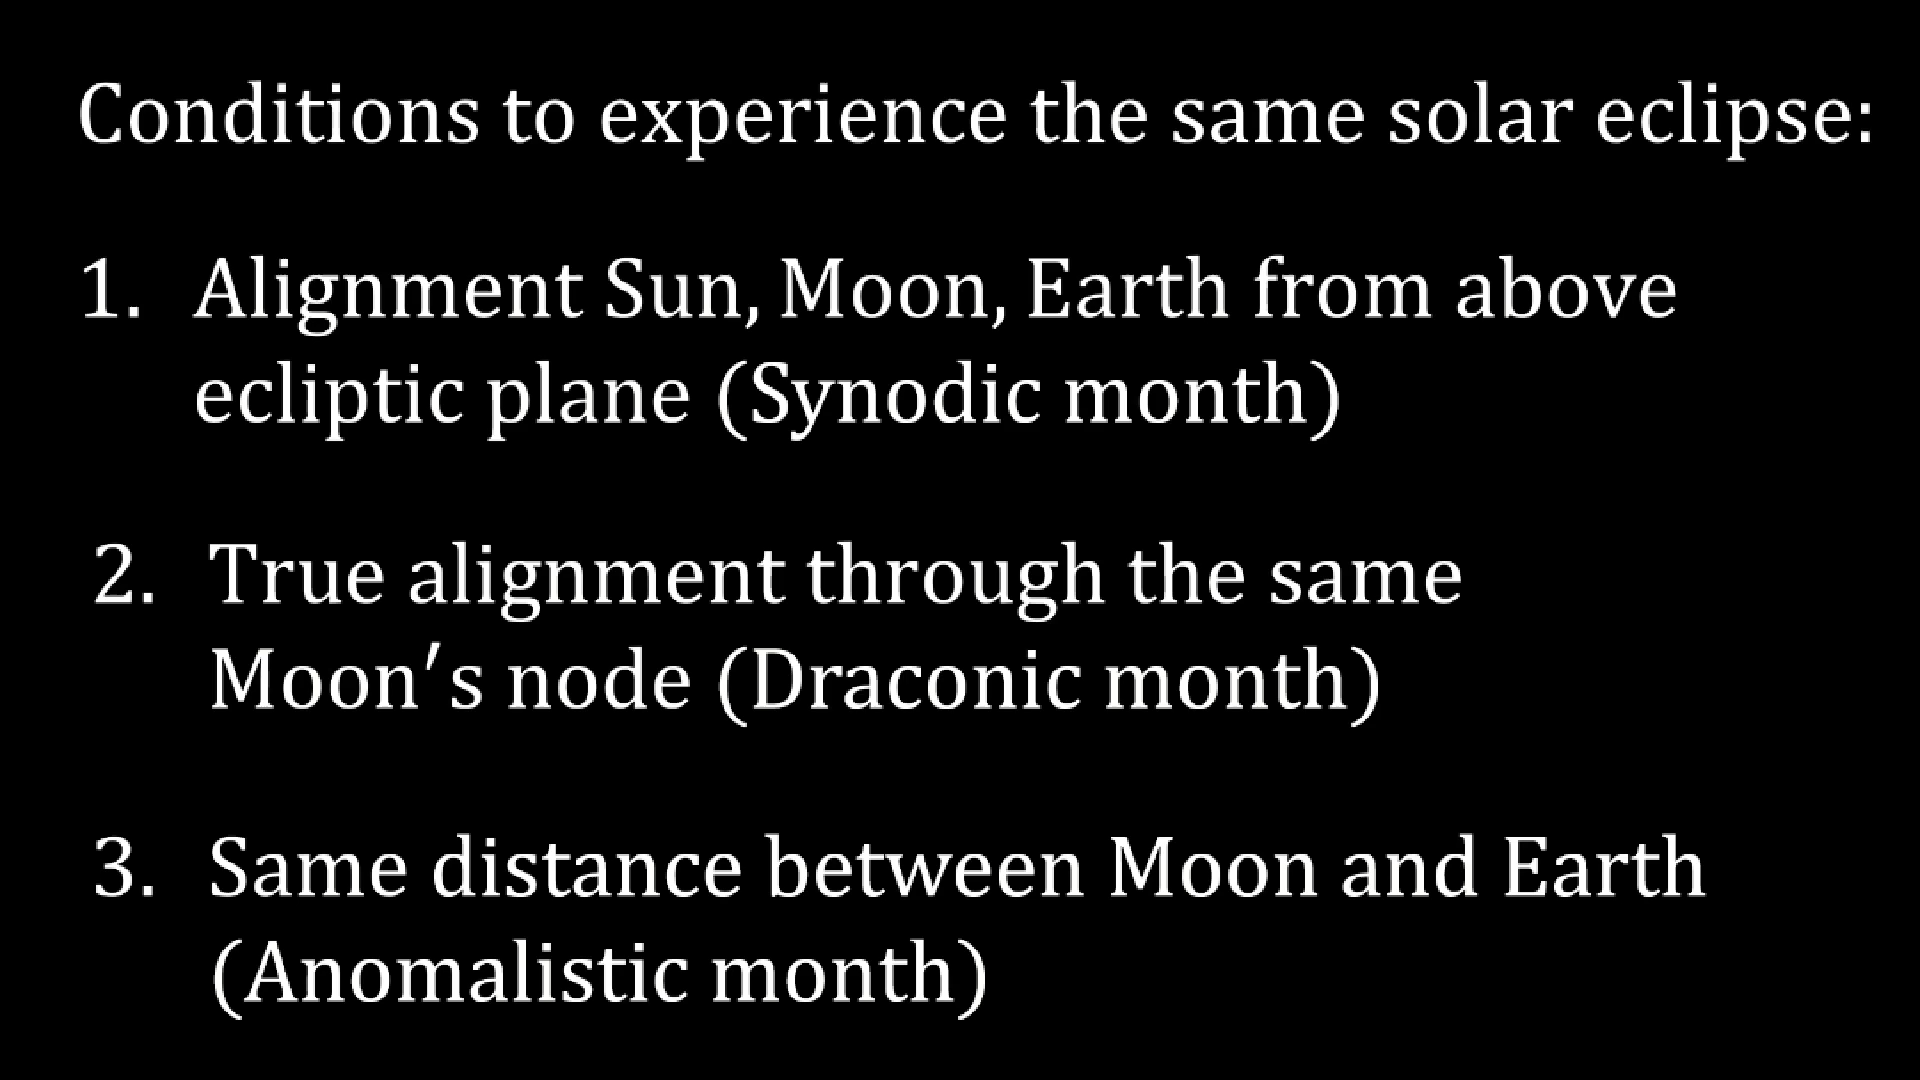 Conditions to experience the same solar eclipse:
1. Alignment Sun, Moon, Earth from above
ecliptic plane (Synodic month)
2. True alignment through the same
Moon′s node (Draconic month)
3. Same distance between Moon and Earth
(Anomalistic month)